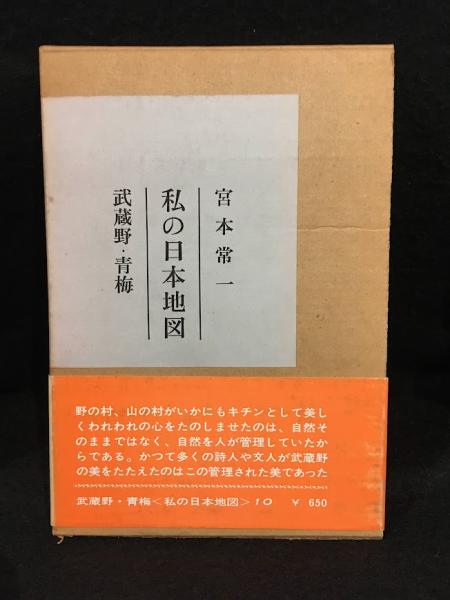 宮本常一
私の日本地図
武蔵野・青梅
野の村、山の村がいかにもキチンとして美し
くわれわれの心をたのしませたのは、自然そ
のままではなく、自然を人が管理していたか
らである。かつて多くの詩人や文人が武蔵野
の美をたたえたのはこの管理された美であった
武蔵野・青梅<私の日本地図>10 ¥ 650